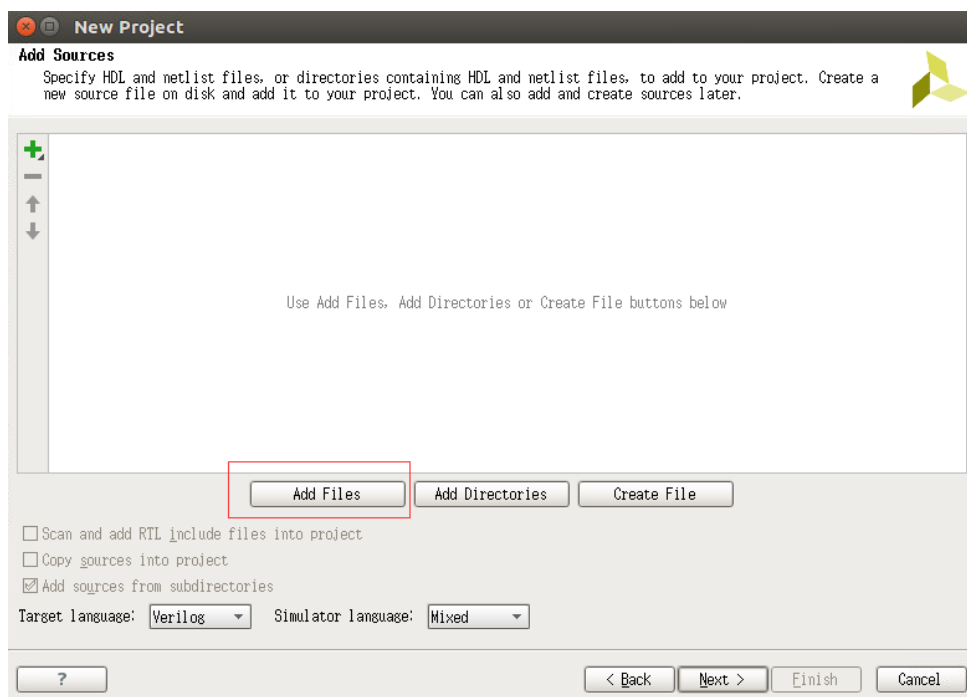 New Project
Add Sources
Specify HDL and netlist files, or directories containing HDL and netlist files, to add to your project. Create a
new source file on disk and add it to your project. You can also add and create sources later.
Use Add Files, Add Directories or Create File buttons below
Add Files Add Directories Create File
Scan and add RTL include files into project
Copy sources into project
Add sources from subdirectories
Target language: Verilog Simulator language: Mixed
? < Back Next > Finish Cancel